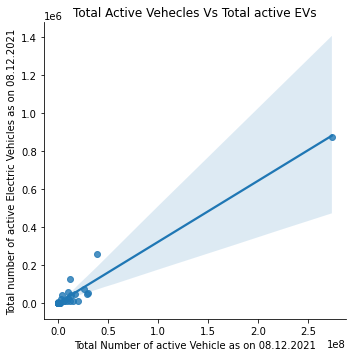 Total Active Vehecles Vs Total active EVs
1e6
1.4
1.2
1.0
0.8
0.6
0.4
0.2
0.0
Total number of active Electric Vehicles as on 08.12.2021
0.0
0.5
1.0
1.5
2.0
2.5
1e8
Total Number of active Vehicle as on 08.12.2021